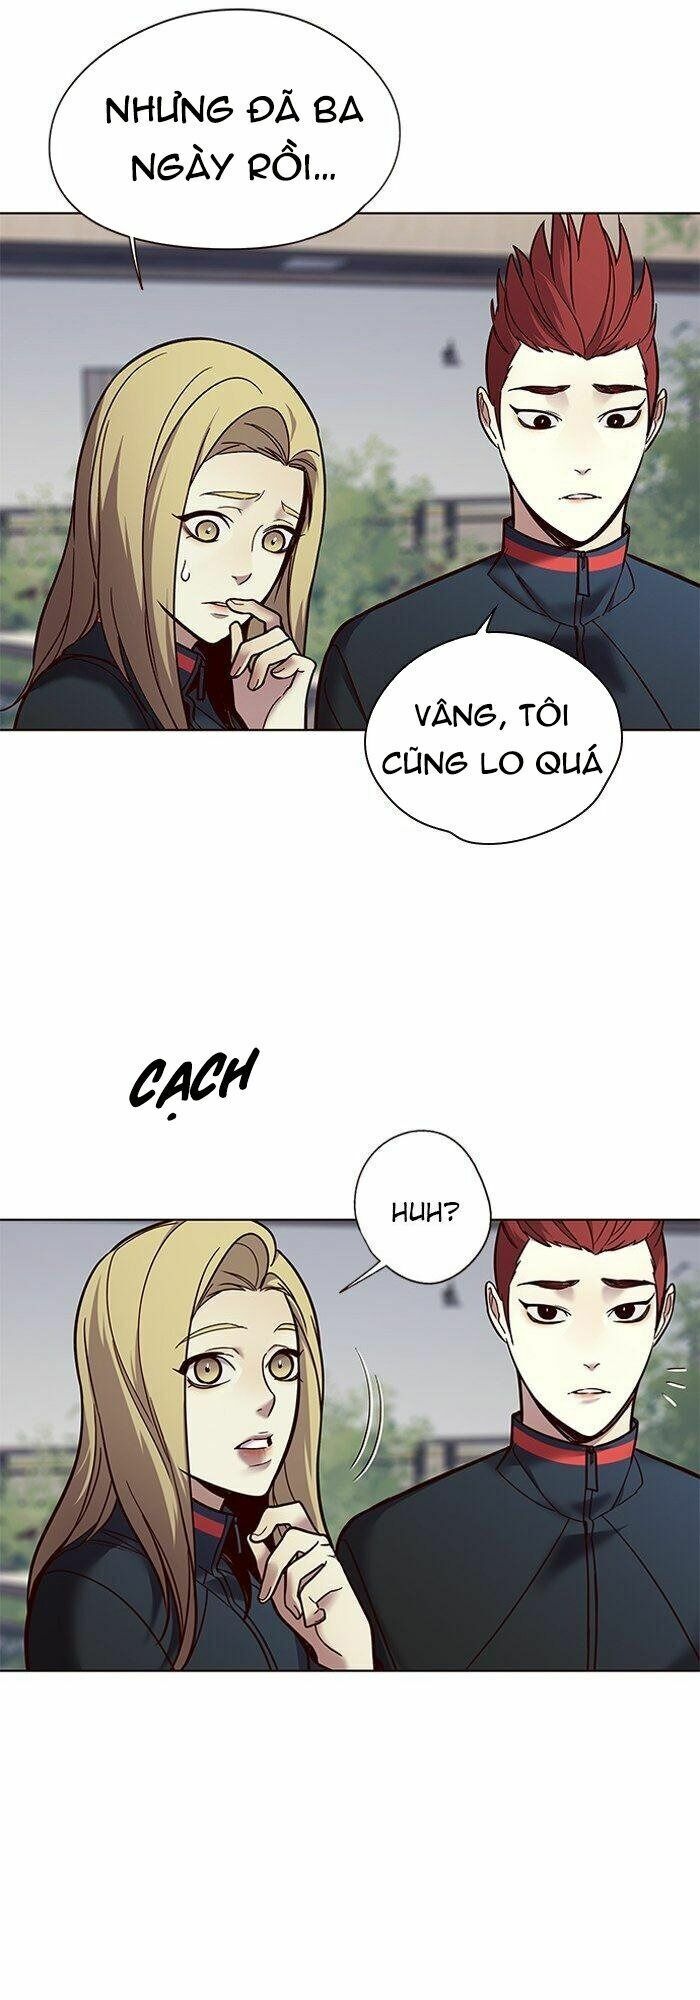 NHƯNG ĐÃ BA
NGÀY RỒI...
VÂNG, TÔI
CŨNG LO QUÁ
CẠCH
HUH?